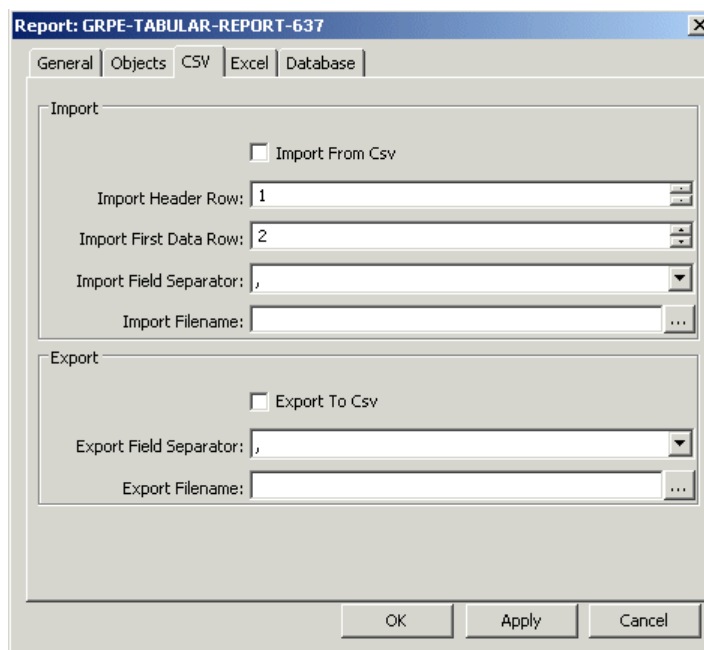 Report: GRPE-TABULAR-REPORT-637
General Objects CSV Excel Database
Import
Import From Csv
Import Header Row: 1
Import First Data Row: 2
Import Field Separator: ,
Import Filename: ...
Export
Export To Csv
Export Field Separator: ,
Export Filename: ...
OK Apply Cancel